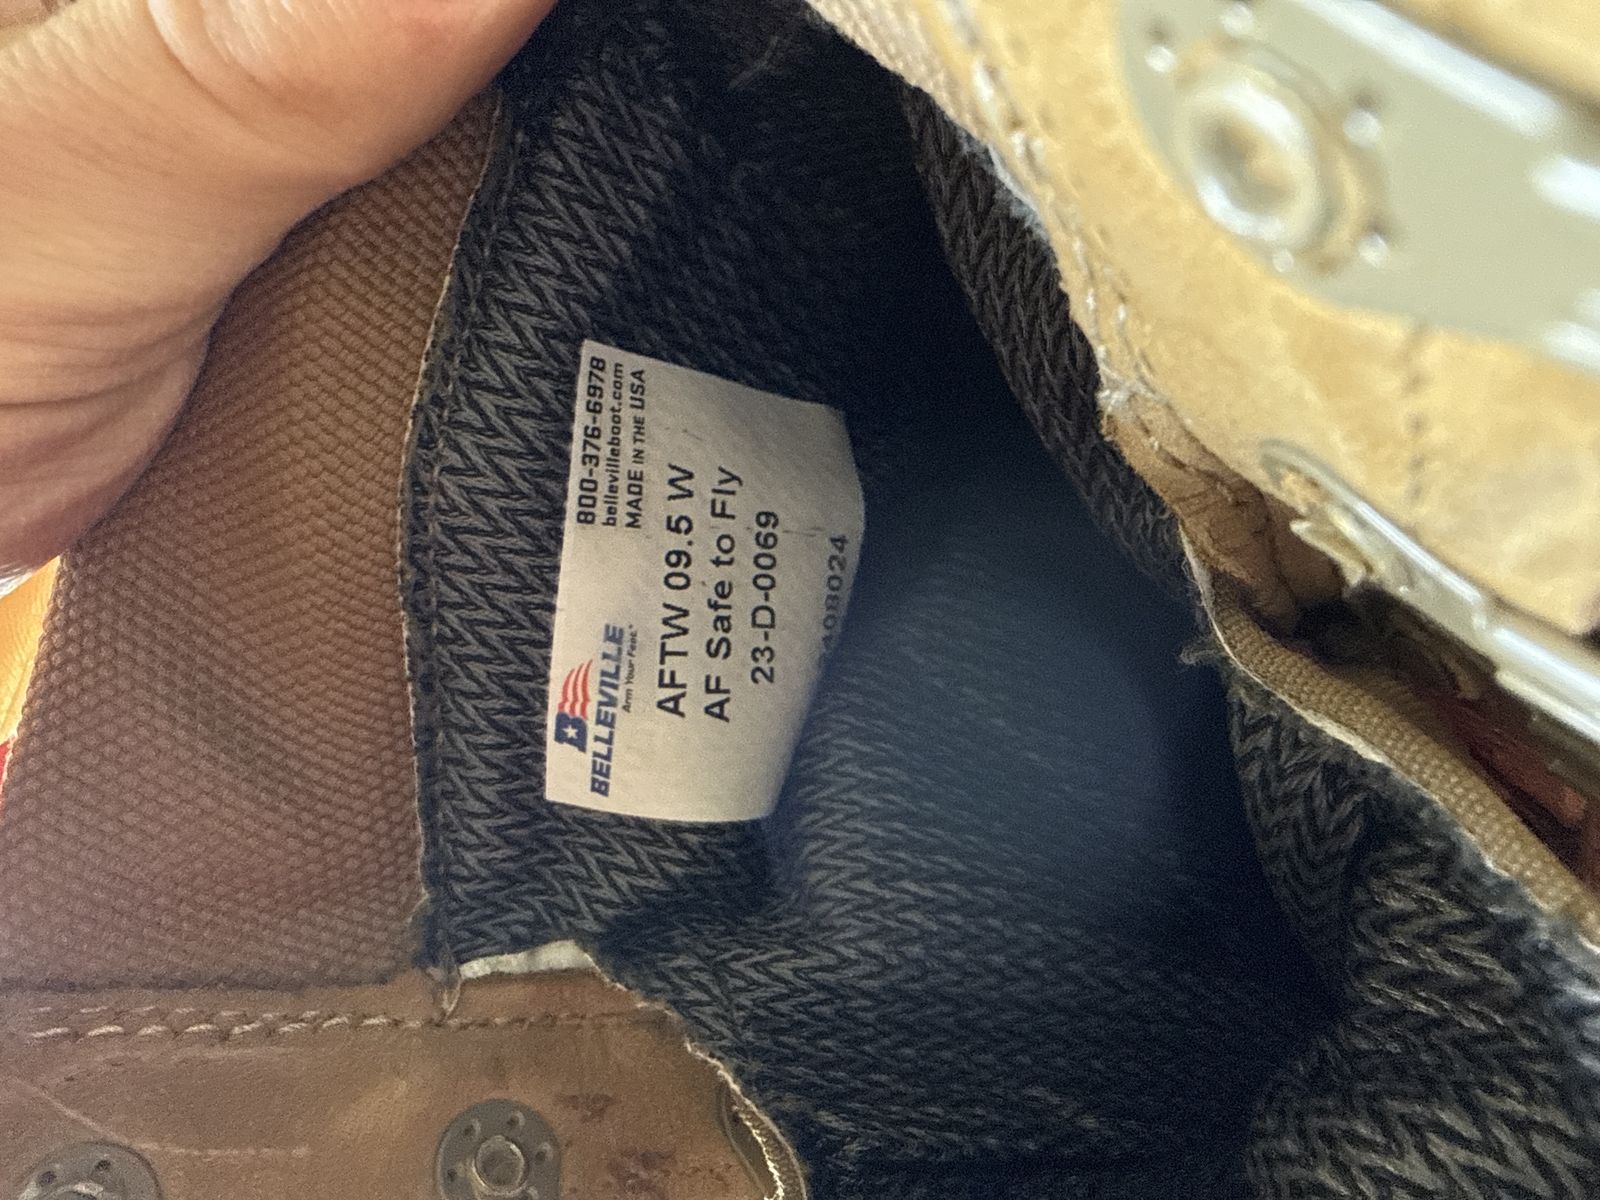 BELLEVILLE
Arm Your Feet.®
800-376-6978
bellevilleboot.com
MADE IN THE USA
AFTW 09.5 W
AF Safe to Fly
23-D-0069